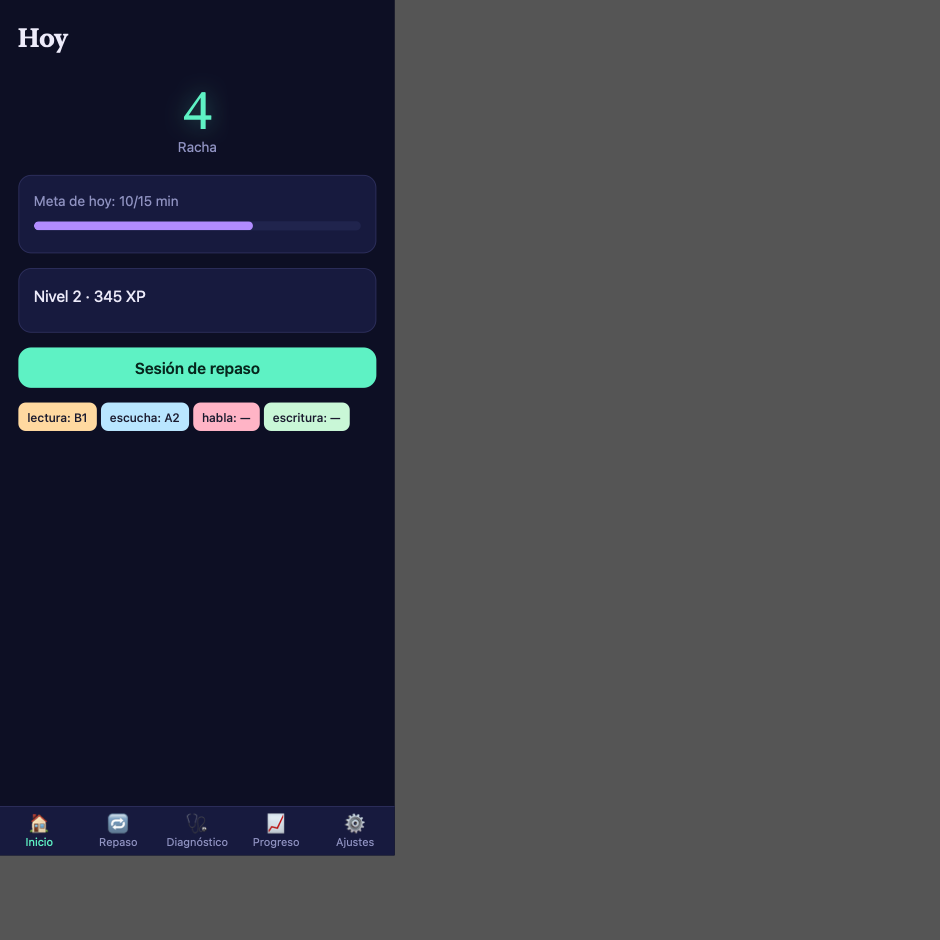 Hoy
4
Racha
Meta de hoy: 10/15 min
Nivel 2 · 345 XP
Sesión de repaso
lectura: B1 escucha: A2 habla: — escritura: —
Inicio Repaso Diagnóstico Progreso Ajustes